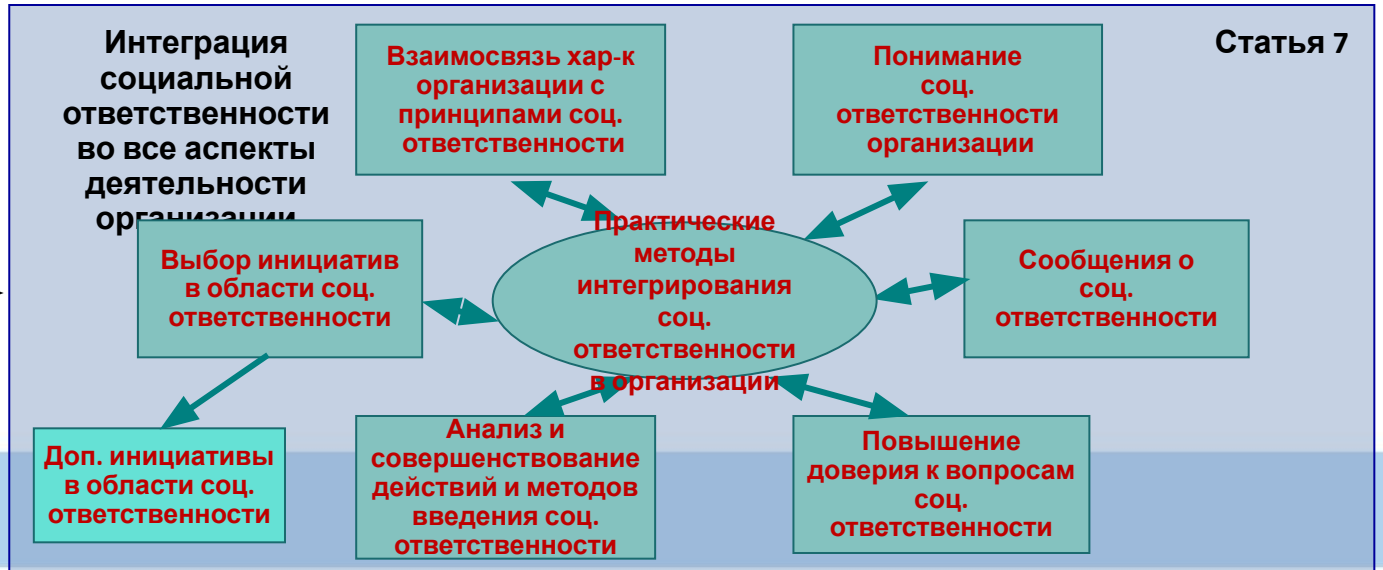 Интеграция
социальной
ответственности
во все аспекты
деятельности
организации
Взаимосвязь хар-к
организации с
принципами соц.
ответственности
Понимание
соц.
ответственности
организации
Статья 7
Выбор инициатив
в области соц.
ответственности
Практические
методы
интегрирования
соц.
ответственности
в организации
Сообщения о
соц.
ответственности
Доп. инициативы
в области соц.
ответственности
Анализ и
совершенствование
действий и методов
введения соц.
ответственности
Повышение
доверия к вопросам
соц.
ответственности